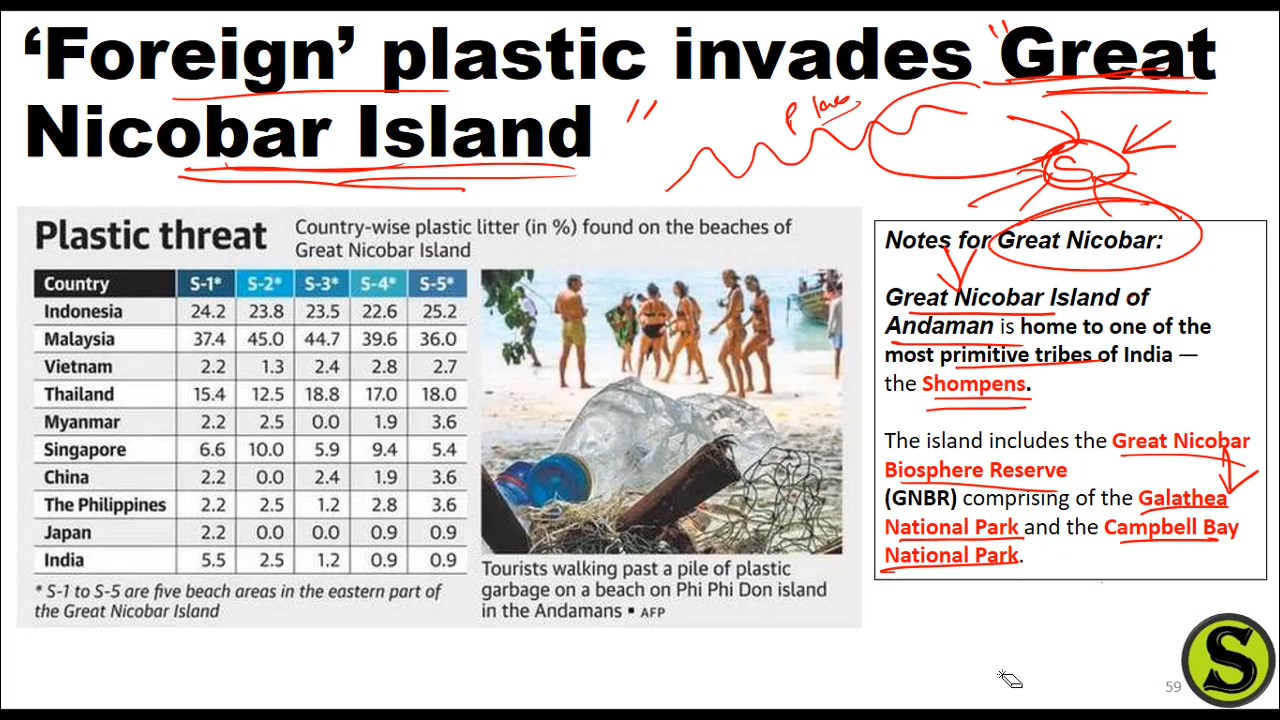 ‘Foreign’ plastic invades "Great
Nicobar Island "
Plastic threat
Country-wise plastic litter (in %) found on the beaches of
Great Nicobar Island
Country S-1* S-2* S-3* S-4* S-5*
Indonesia 24.2 23.8 23.5 22.6 25.2
Malaysia 37.4 45.0 44.7 39.6 36.0
Vietnam 2.2 1.3 2.4 2.8 2.7
Thailand 15.4 12.5 18.8 17.0 18.0
Myanmar 2.2 2.5 0.0 1.9 3.6
Singapore 6.6 10.0 5.9 9.4 5.4
China 2.2 0.0 2.4 1.9 3.6
The Philippines 2.2 2.5 1.2 2.8 3.6
Japan 2.2 0.0 0.0 0.9 0.9
India 5.5 2.5 1.2 0.9 0.9
* S-1 to S-5 are five beach areas in the eastern part of
the Great Nicobar Island
Tourists walking past a pile of plastic
garbage on a beach on Phi Phi Don island
in the Andamans ▪ AFP
Notes for Great Nicobar:
Great Nicobar Island of
Andaman is home to one of the
most primitive tribes of India —
the Shompens.
The island includes the Great Nicobar
Biosphere Reserve
(GNBR) comprising of the Galathea
National Park and the Campbell Bay
National Park.
S
59
S